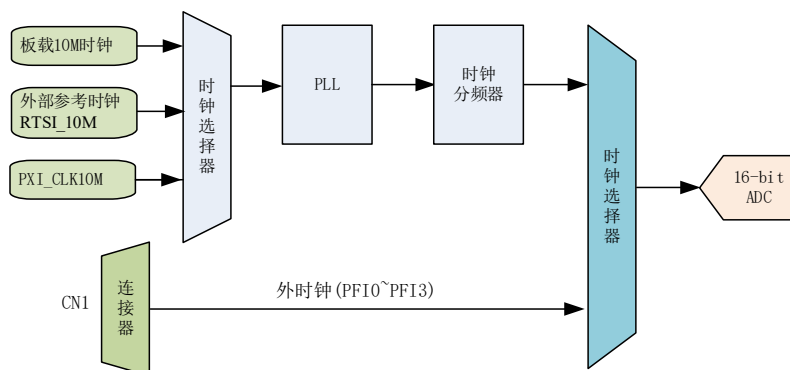 板载10M时钟
外部参考时钟
RTSI_10M
PXI_CLK10M
时钟选择器
PLL
时钟
分频器
时钟选择器
16-bit
ADC
CN1
连接器
外时钟(PFI0~PFI3)